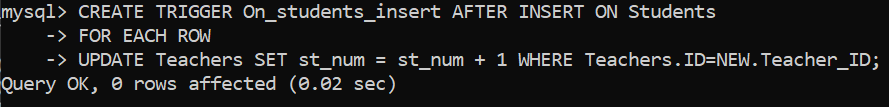 mysql> CREATE TRIGGER On_students_insert AFTER INSERT ON Students
    -> FOR EACH ROW
    -> UPDATE Teachers SET st_num = st_num + 1 WHERE Teachers.ID=NEW.Teacher_ID;
Query OK, 0 rows affected (0.02 sec)